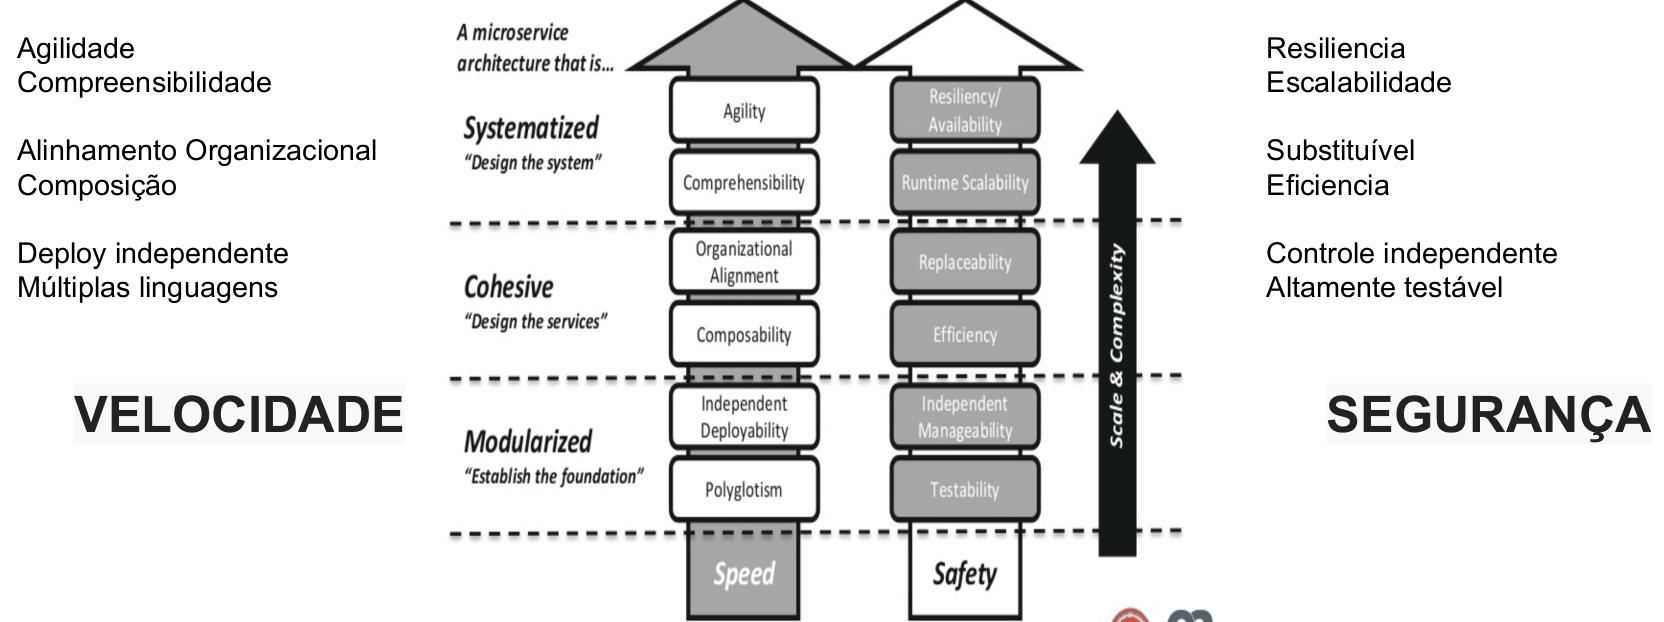 Agilidade
Compreensibilidade
Alinhamento Organizacional
Composição
Deploy independente
Múltiplas linguagens
VELOCIDADE
A microservice
architecture that is...
Systematized
“Design the system”
Cohesive
“Design the services”
Modularized
“Establish the foundation”
Agility
Comprehensibility
Organizational
Alignment
Composability
Independent
Deployability
Polyglotism
Speed
Resiliency/
Availability
Runtime Scalability
Replaceability
Efficiency
Independent
Manageability
Testability
Safety
Scale & Complexity
Resiliencia
Escalabilidade
Substituível
Eficiencia
Controle independente
Altamente testável
SEGURANÇA